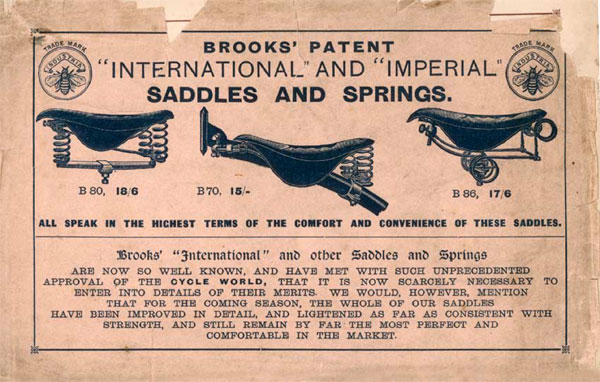 BROOKS' PATENT
TRADE MARK
INDUSTRIA
TRADE MARK
INDUSTRIA
"INTERNATIONAL" AND "IMPERIAL"
SADDLES AND SPRINGS.
B 80, 18/6
B 70, 15/-
B 86, 17/6
ALL SPEAK IN THE HIGHEST TERMS OF THE COMFORT AND CONVENIENCE OF THESE SADDLES.
Brooks' "International" and other Saddles and Springs
ARE NOW SO WELL KNOWN, AND HAVE MET WITH SUCH UNPRECEDENTED
APPROVAL OF THE CYCLE WORLD, THAT IT IS NOW SCARCELY NECESSARY TO
ENTER INTO DETAILS OF THEIR MERITS. WE WOULD, HOWEVER, MENTION
THAT FOR THE COMING SEASON, THE WHOLE OF OUR SADDLES
HAVE BEEN IMPROVED IN DETAIL, AND LIGHTENED AS FAR AS CONSISTENT WITH
STRENGTH, AND STILL REMAIN BY FAR THE MOST PERFECT AND
COMFORTABLE IN THE MARKET.